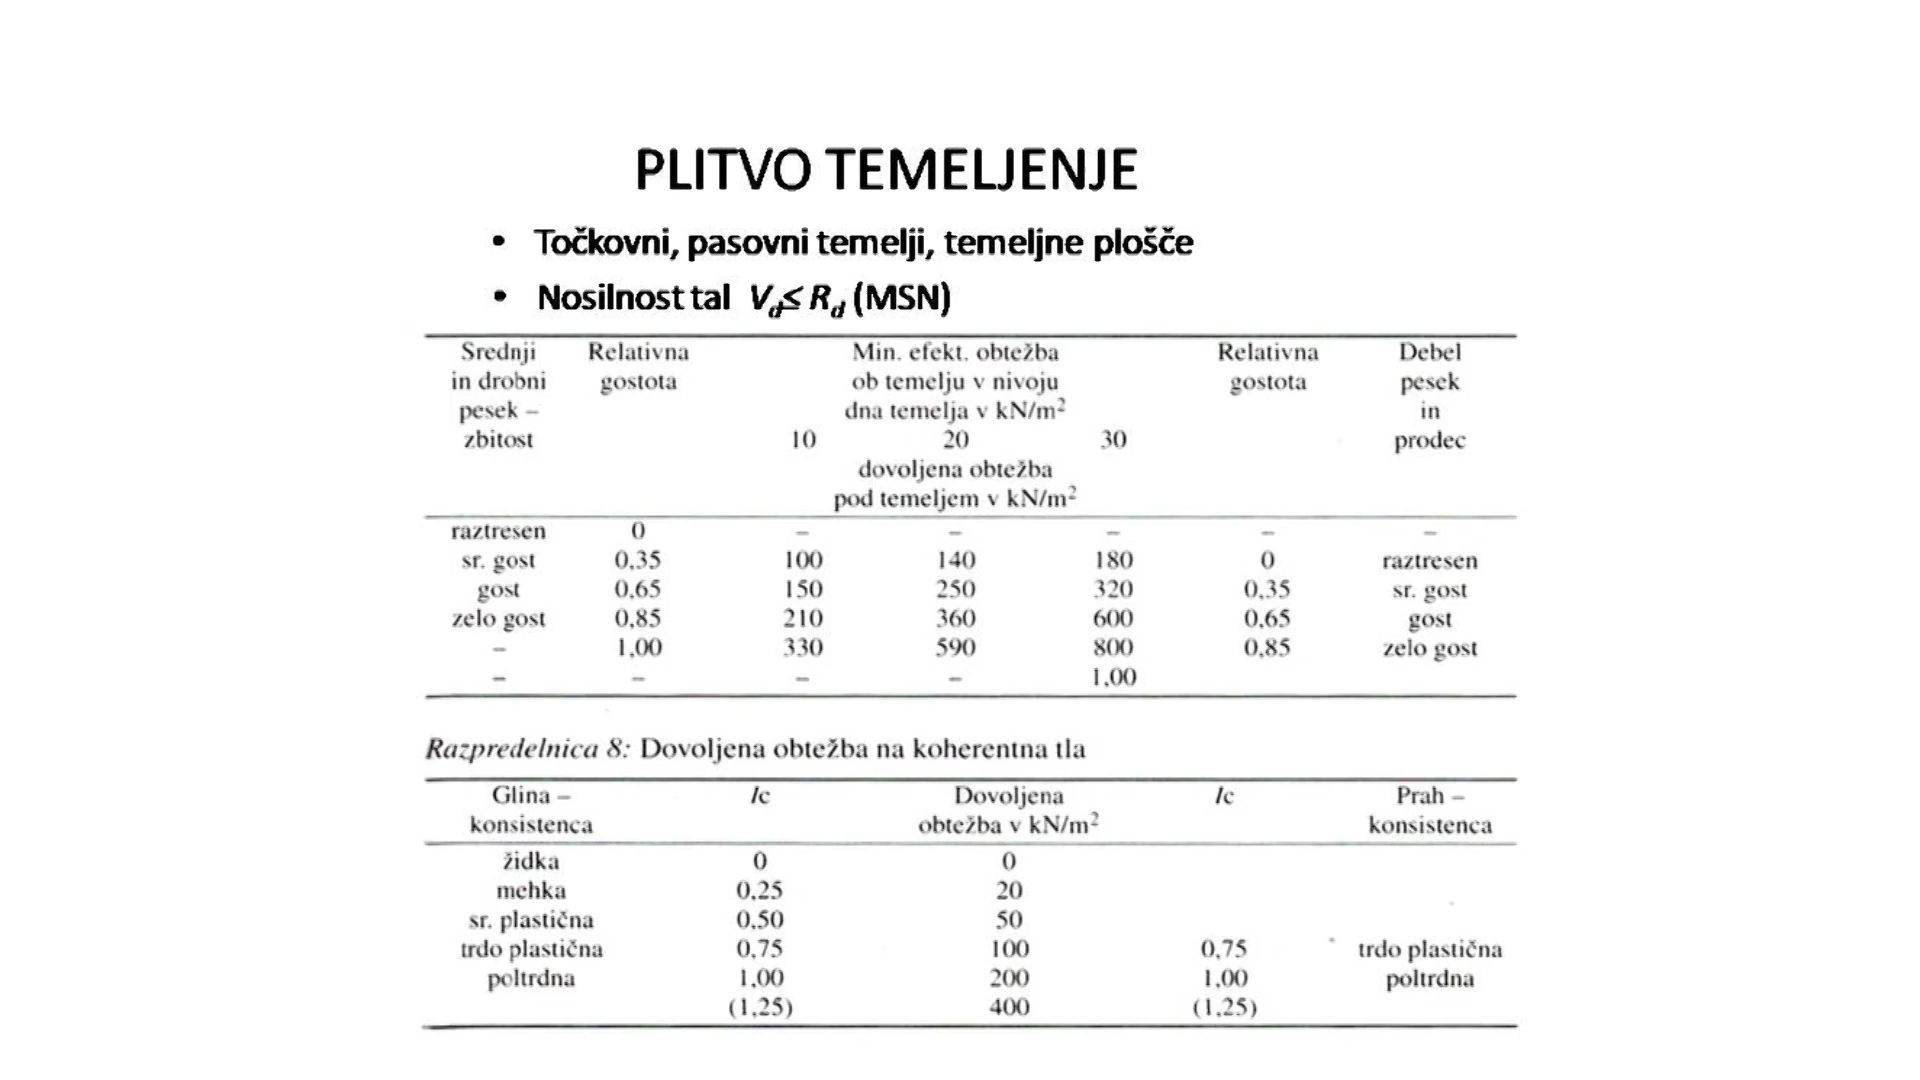 PLITVO TEMELJENJE
• Točkovni, pasovni temelji, temeljne plošče
• Nosilnost tal V_d ≤ R_d (MSN)
Srednji Relativna Min. efekt. obtežba Relativna Debel
in drobni gostota ob temelju v nivoju gostota pesek
pesek – dna temelja v kN/m² in
zbitost 10 20 30 prodec
dovoljena obtežba
pod temeljem v kN/m²
raztresen 0 – – – – –
sr. gost 0,35 100 140 180 0 raztresen
gost 0,65 150 250 320 0,35 sr. gost
zelo gost 0,85 210 360 600 0,65 gost
– 1,00 330 590 800 0,85 zelo gost
– – – – 1,00
Razpredelnica 8: Dovoljena obtežba na koherentna tla
Glina – Ic Dovoljena Ic Prah –
konsistenca obtežba v kN/m² konsistenca
židka 0 0
mehka 0,25 20
sr. plastična 0,50 50
trdo plastična 0,75 100 0,75 trdo plastična
poltrdna 1,00 200 1,00 poltrdna
(1,25) 400 (1,25)